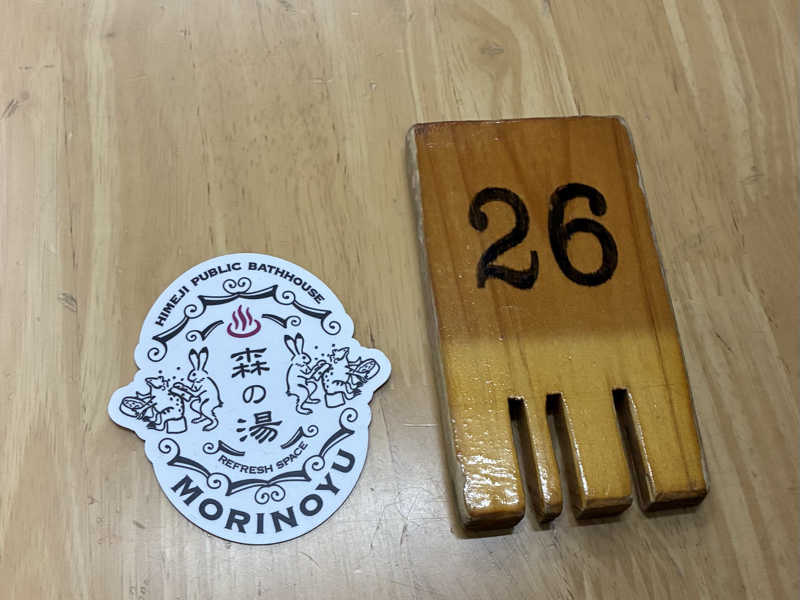 HIMEJI PUBLIC BATHHOUSE
森の湯
REFRESH SPACE
MORINOYU
26